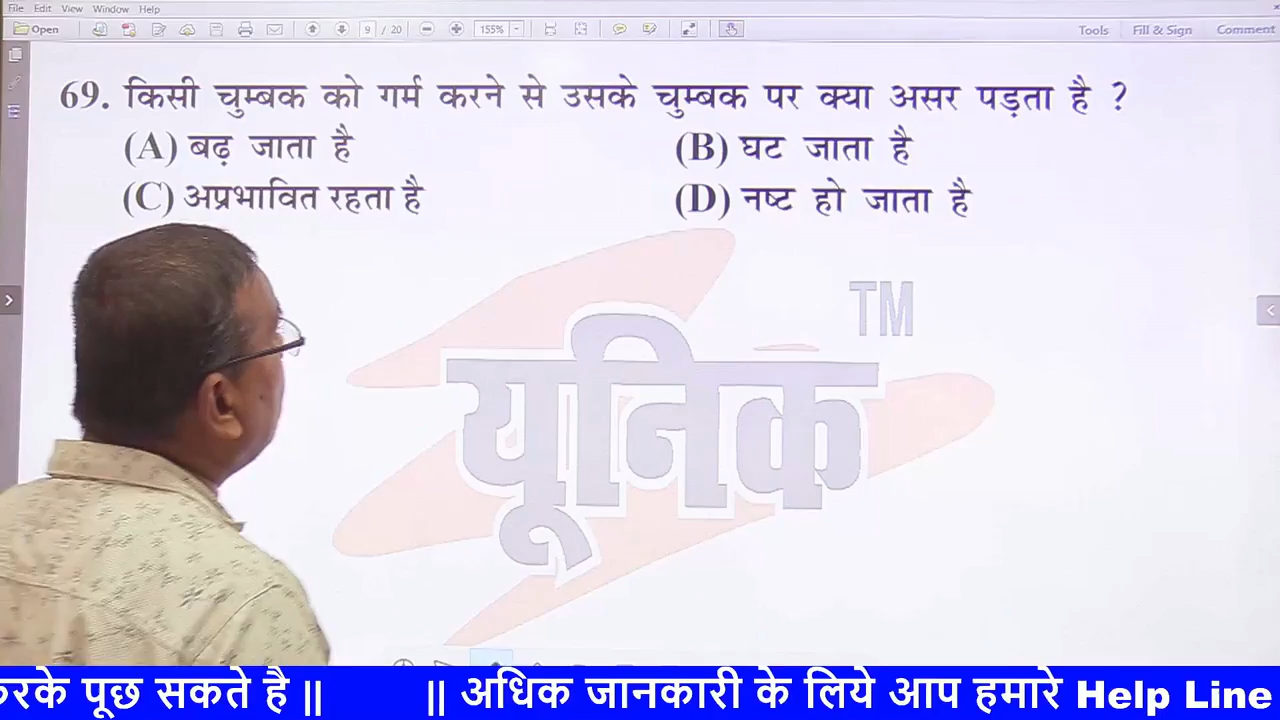 File Edit View Window Help
Open 9 / 20 155% Tools Fill & Sign Comment
69. किसी चुम्बक को गर्म करने से उसके चुम्बक पर क्या असर पड़ता है ?
(A) बढ़ जाता है (B) घट जाता है
(C) अप्रभावित रहता है (D) नष्ट हो जाता है
TM
यूनिक
पूछ सकते है || || अधिक जानकारी के लिये आप हमारे Help Line